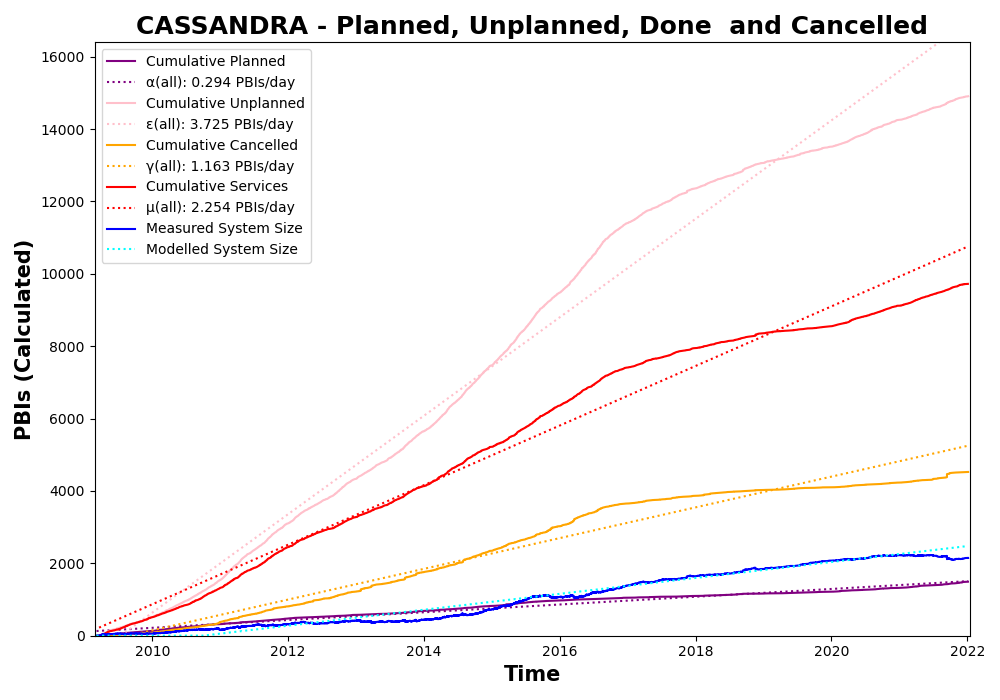 CASSANDRA - Planned, Unplanned, Done  and Cancelled
16000
14000
12000
10000
8000
6000
4000
2000
0
PBIs (Calculated)
Cumulative Planned
α(all): 0.294 PBIs/day
Cumulative Unplanned
ε(all): 3.725 PBIs/day
Cumulative Cancelled
γ(all): 1.163 PBIs/day
Cumulative Services
μ(all): 2.254 PBIs/day
Measured System Size
Modelled System Size
2010 2012 2014 2016 2018 2020 2022
Time